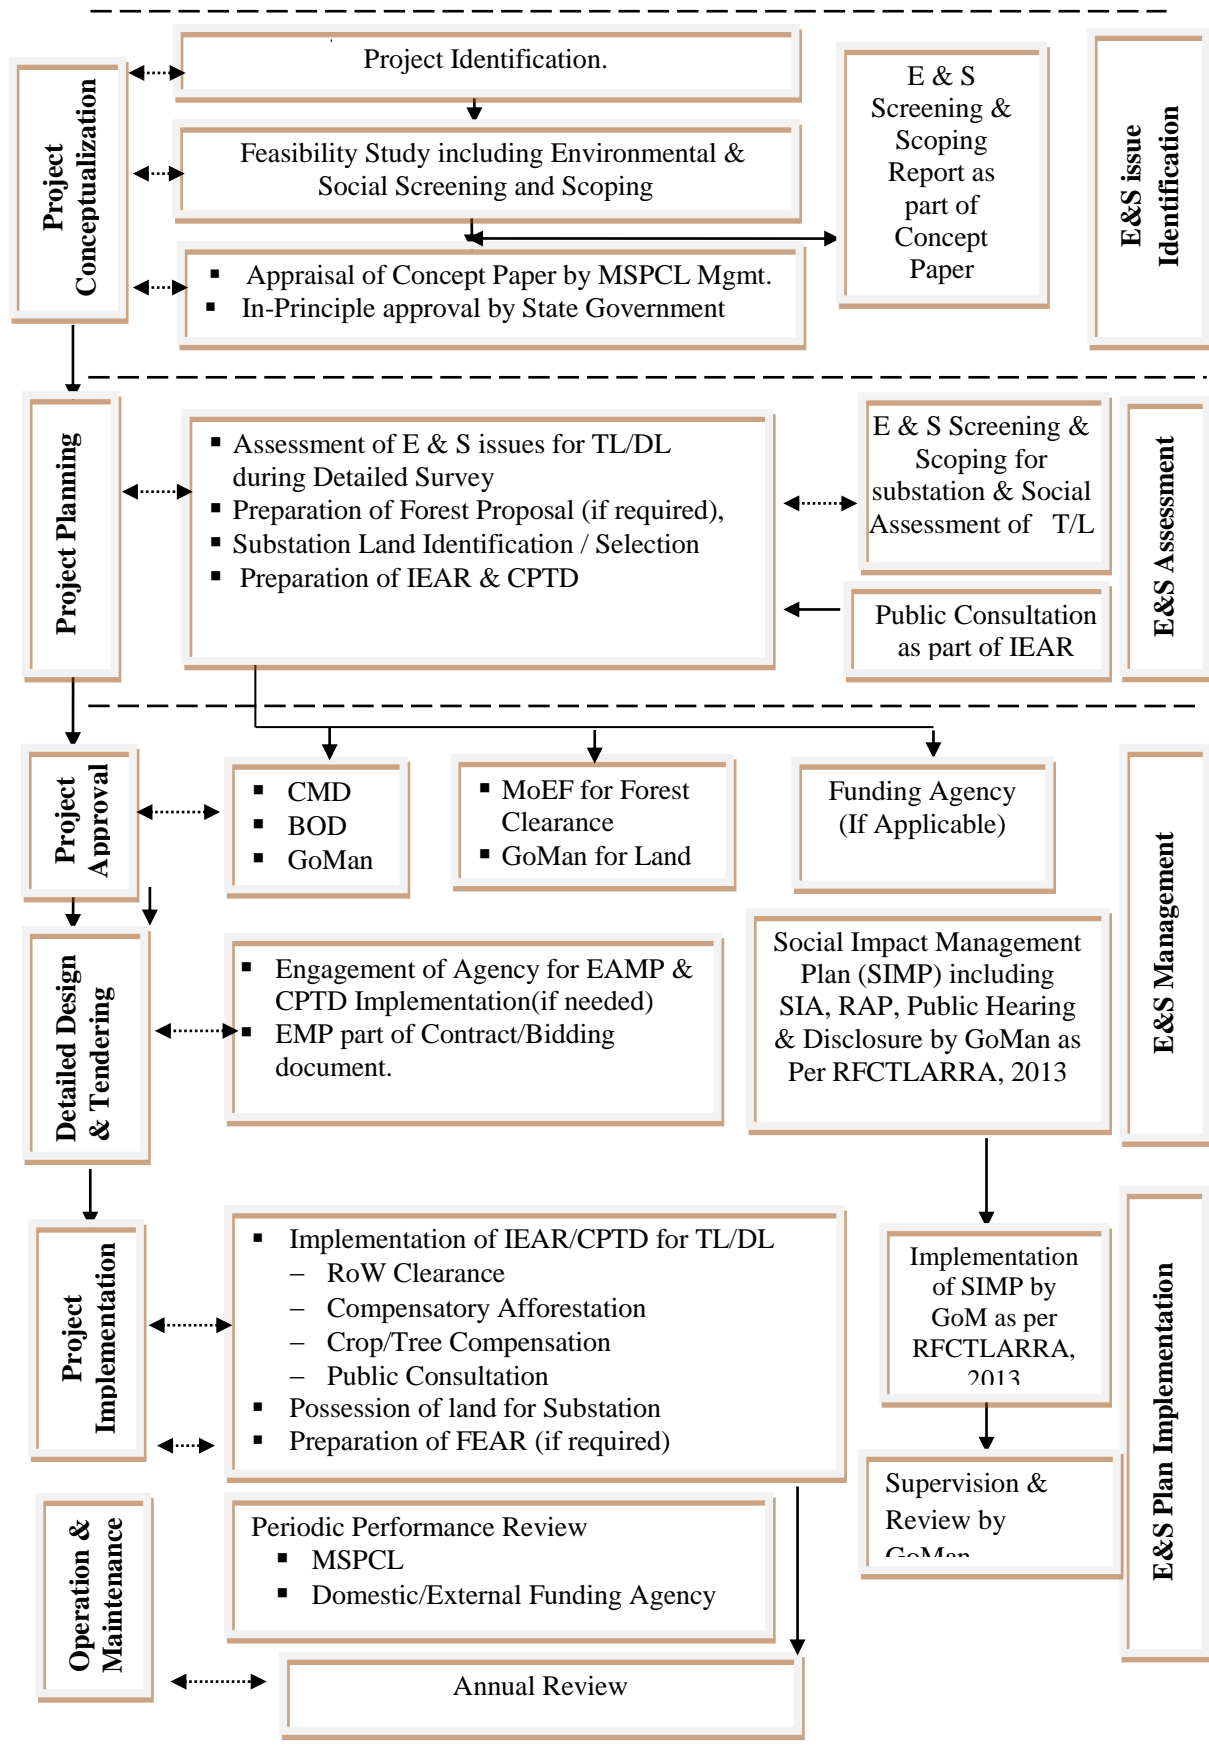 Project Identification.
Project
Conceptualization
Feasibility Study including Environmental &
Social Screening and Scoping
▪ Appraisal of Concept Paper by MSPCL Mgmt.
▪ In-Principle approval by State Government
E & S
Screening &
Scoping
Report as
part of
Concept
Paper
E&S issue
Identification
Project Planning
▪ Assessment of E & S issues for TL/DL
during Detailed Survey
▪ Preparation of Forest Proposal (if required),
▪ Substation Land Identification / Selection
▪ Preparation of IEAR & CPTD
E & S Screening &
Scoping for
substation & Social
Assessment of T/L
Public Consultation
as part of IEAR
E&S Assessment
Project
Approval
▪ CMD
▪ BOD
▪ GoMan
▪ MoEF for Forest
Clearance
▪ GoMan for Land
Funding Agency
(If Applicable)
E&S Management
Detailed Design
& Tendering
▪ Engagement of Agency for EAMP &
CPTD Implementation(if needed)
▪ EMP part of Contract/Bidding
document.
Social Impact Management
Plan (SIMP) including
SIA, RAP, Public Hearing
& Disclosure by GoMan as
Per RFCTLARRA, 2013
Project
Implementation
▪ Implementation of IEAR/CPTD for TL/DL
– RoW Clearance
– Compensatory Afforestation
– Crop/Tree Compensation
– Public Consultation
▪ Possession of land for Substation
▪ Preparation of FEAR (if required)
Implementation
of SIMP by
GoM as per
RFCTLARRA,
2013
Supervision &
Review by
GoMan
E&S Plan Implementation
Operation &
Maintenance
Periodic Performance Review
▪ MSPCL
▪ Domestic/External Funding Agency
Annual Review